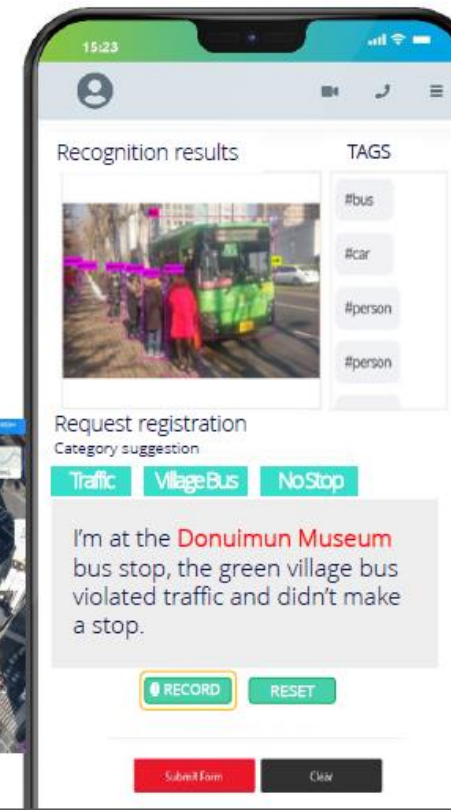 15:23
Recognition results
TAGS
#bus
#car
#person
#person
Request registration
Category suggestion
Traffic
Village Bus
No Stop
I'm at the Donuimun Museum
bus stop, the green village bus
violated traffic and didn't make
a stop.
RECORD
RESET
Submit Form
Clear